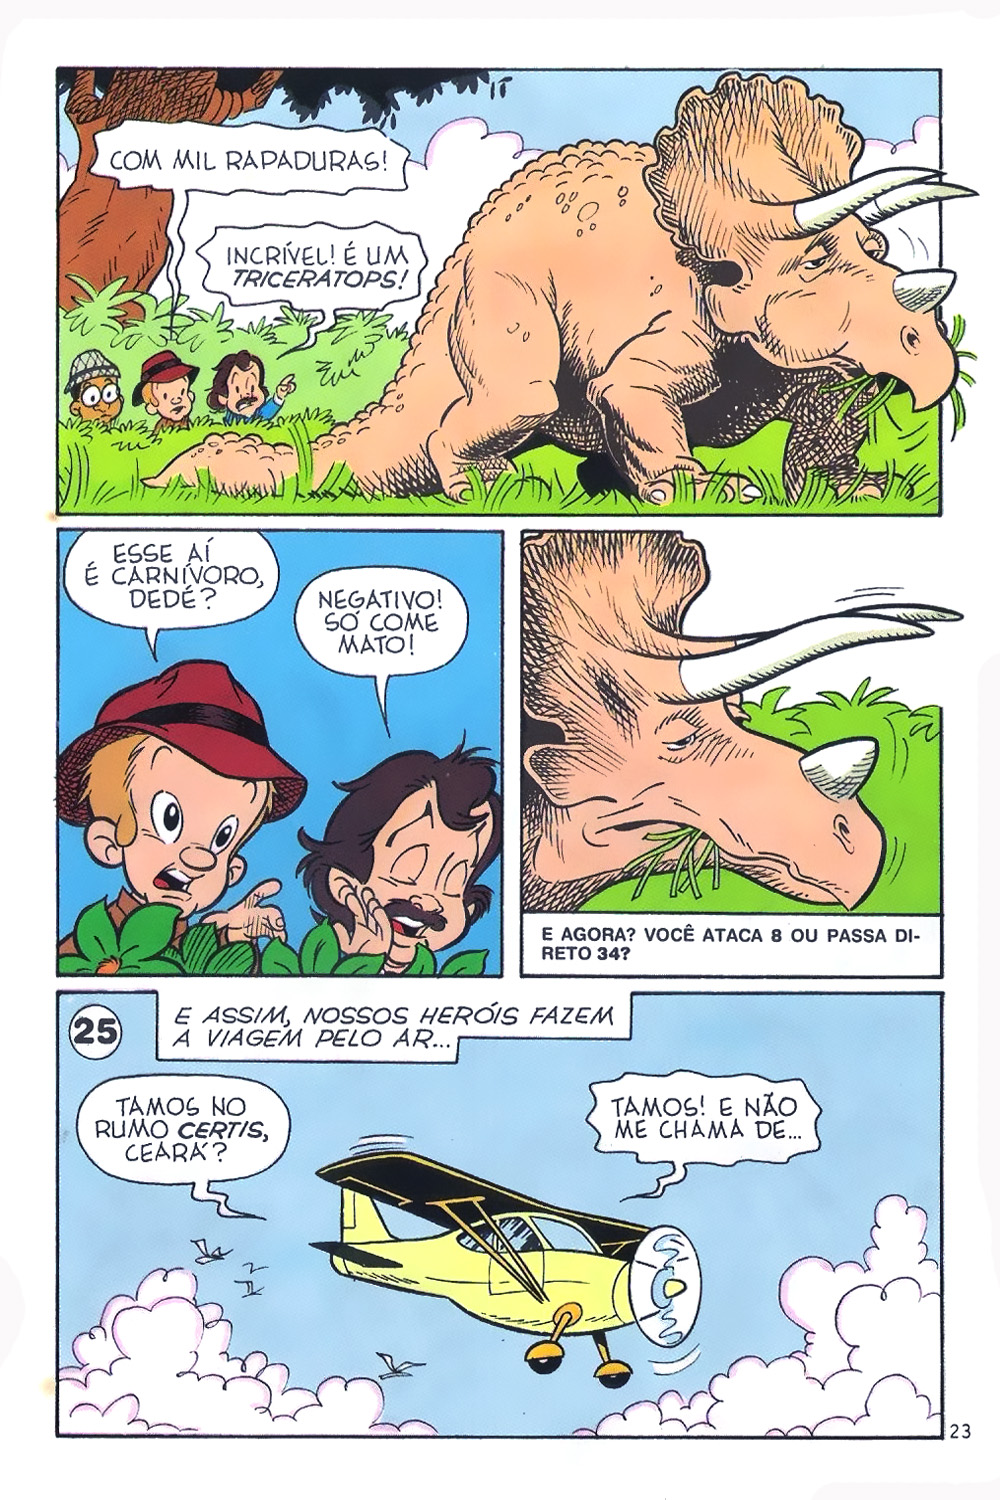 COM MIL RAPADURAS!
INCRÍVEL! É UM
TRICERATOPS!
ESSE AÍ
É CARNÍVORO,
DEDÉ?
NEGATIVO!
SÓ COME
MATO!
E AGORA? VOCÊ ATACA 8 OU PASSA DI-
RETO 34?
25
E ASSIM, NOSSOS HERÓIS FAZEM
A VIAGEM PELO AR...
TAMOS NO
RUMO CERTIS,
CEARÁ?
TAMOS! E NÃO
ME CHAMA DE...
23